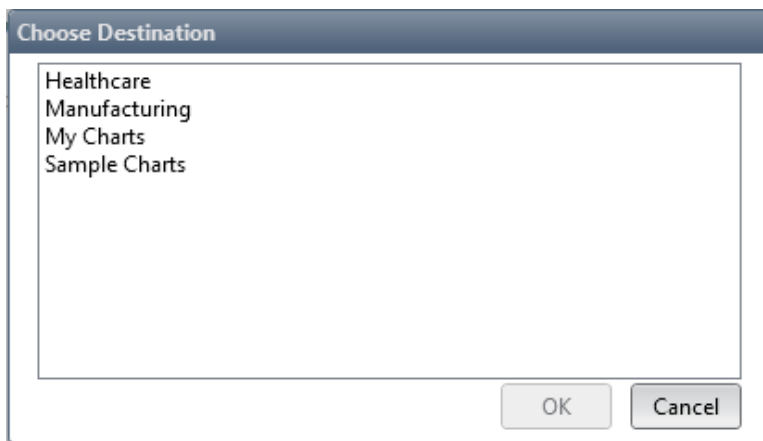 Choose Destination
Healthcare
Manufacturing
My Charts
Sample Charts
OK
Cancel